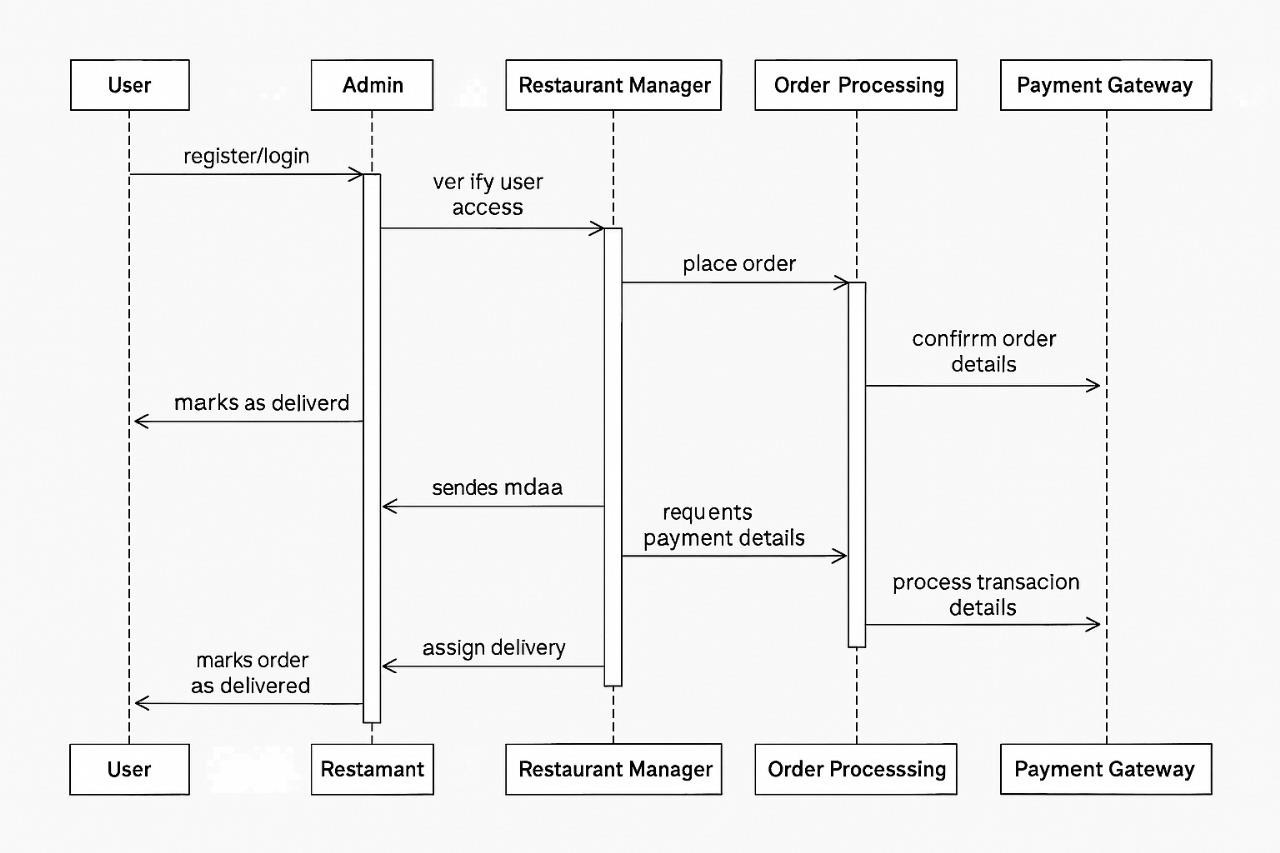 User
Admin
Restaurant Manager
Order Processing
Payment Gateway
register/login
ver ify user
access
place order
confirrm order
details
marks as deliverd
sendes mdaa
requents
payment details
process transacion
details
assign delivery
marks order
as delivered
User
Restamant
Restaurant Manager
Order Processsing
Payment Gateway